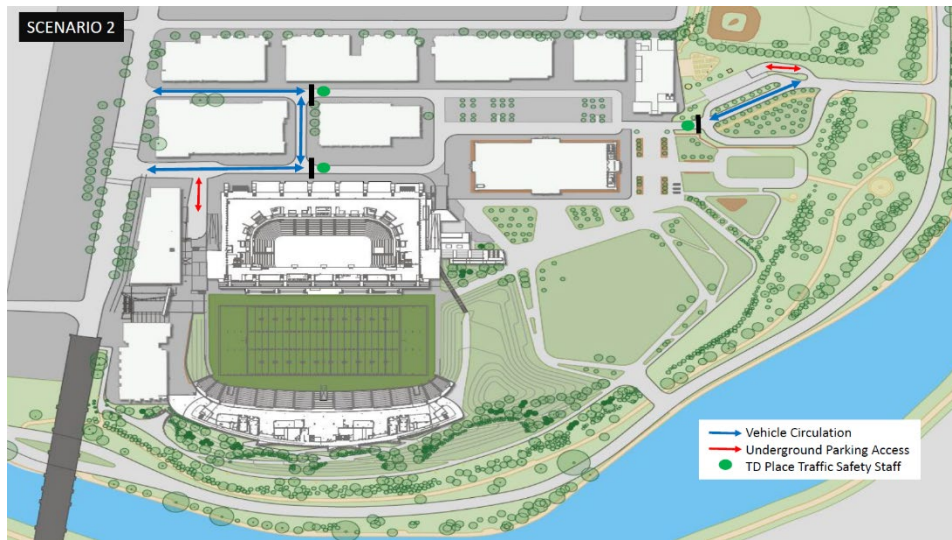 SCENARIO 2
Vehicle Circulation
Underground Parking Access
TD Place Traffic Safety Staff